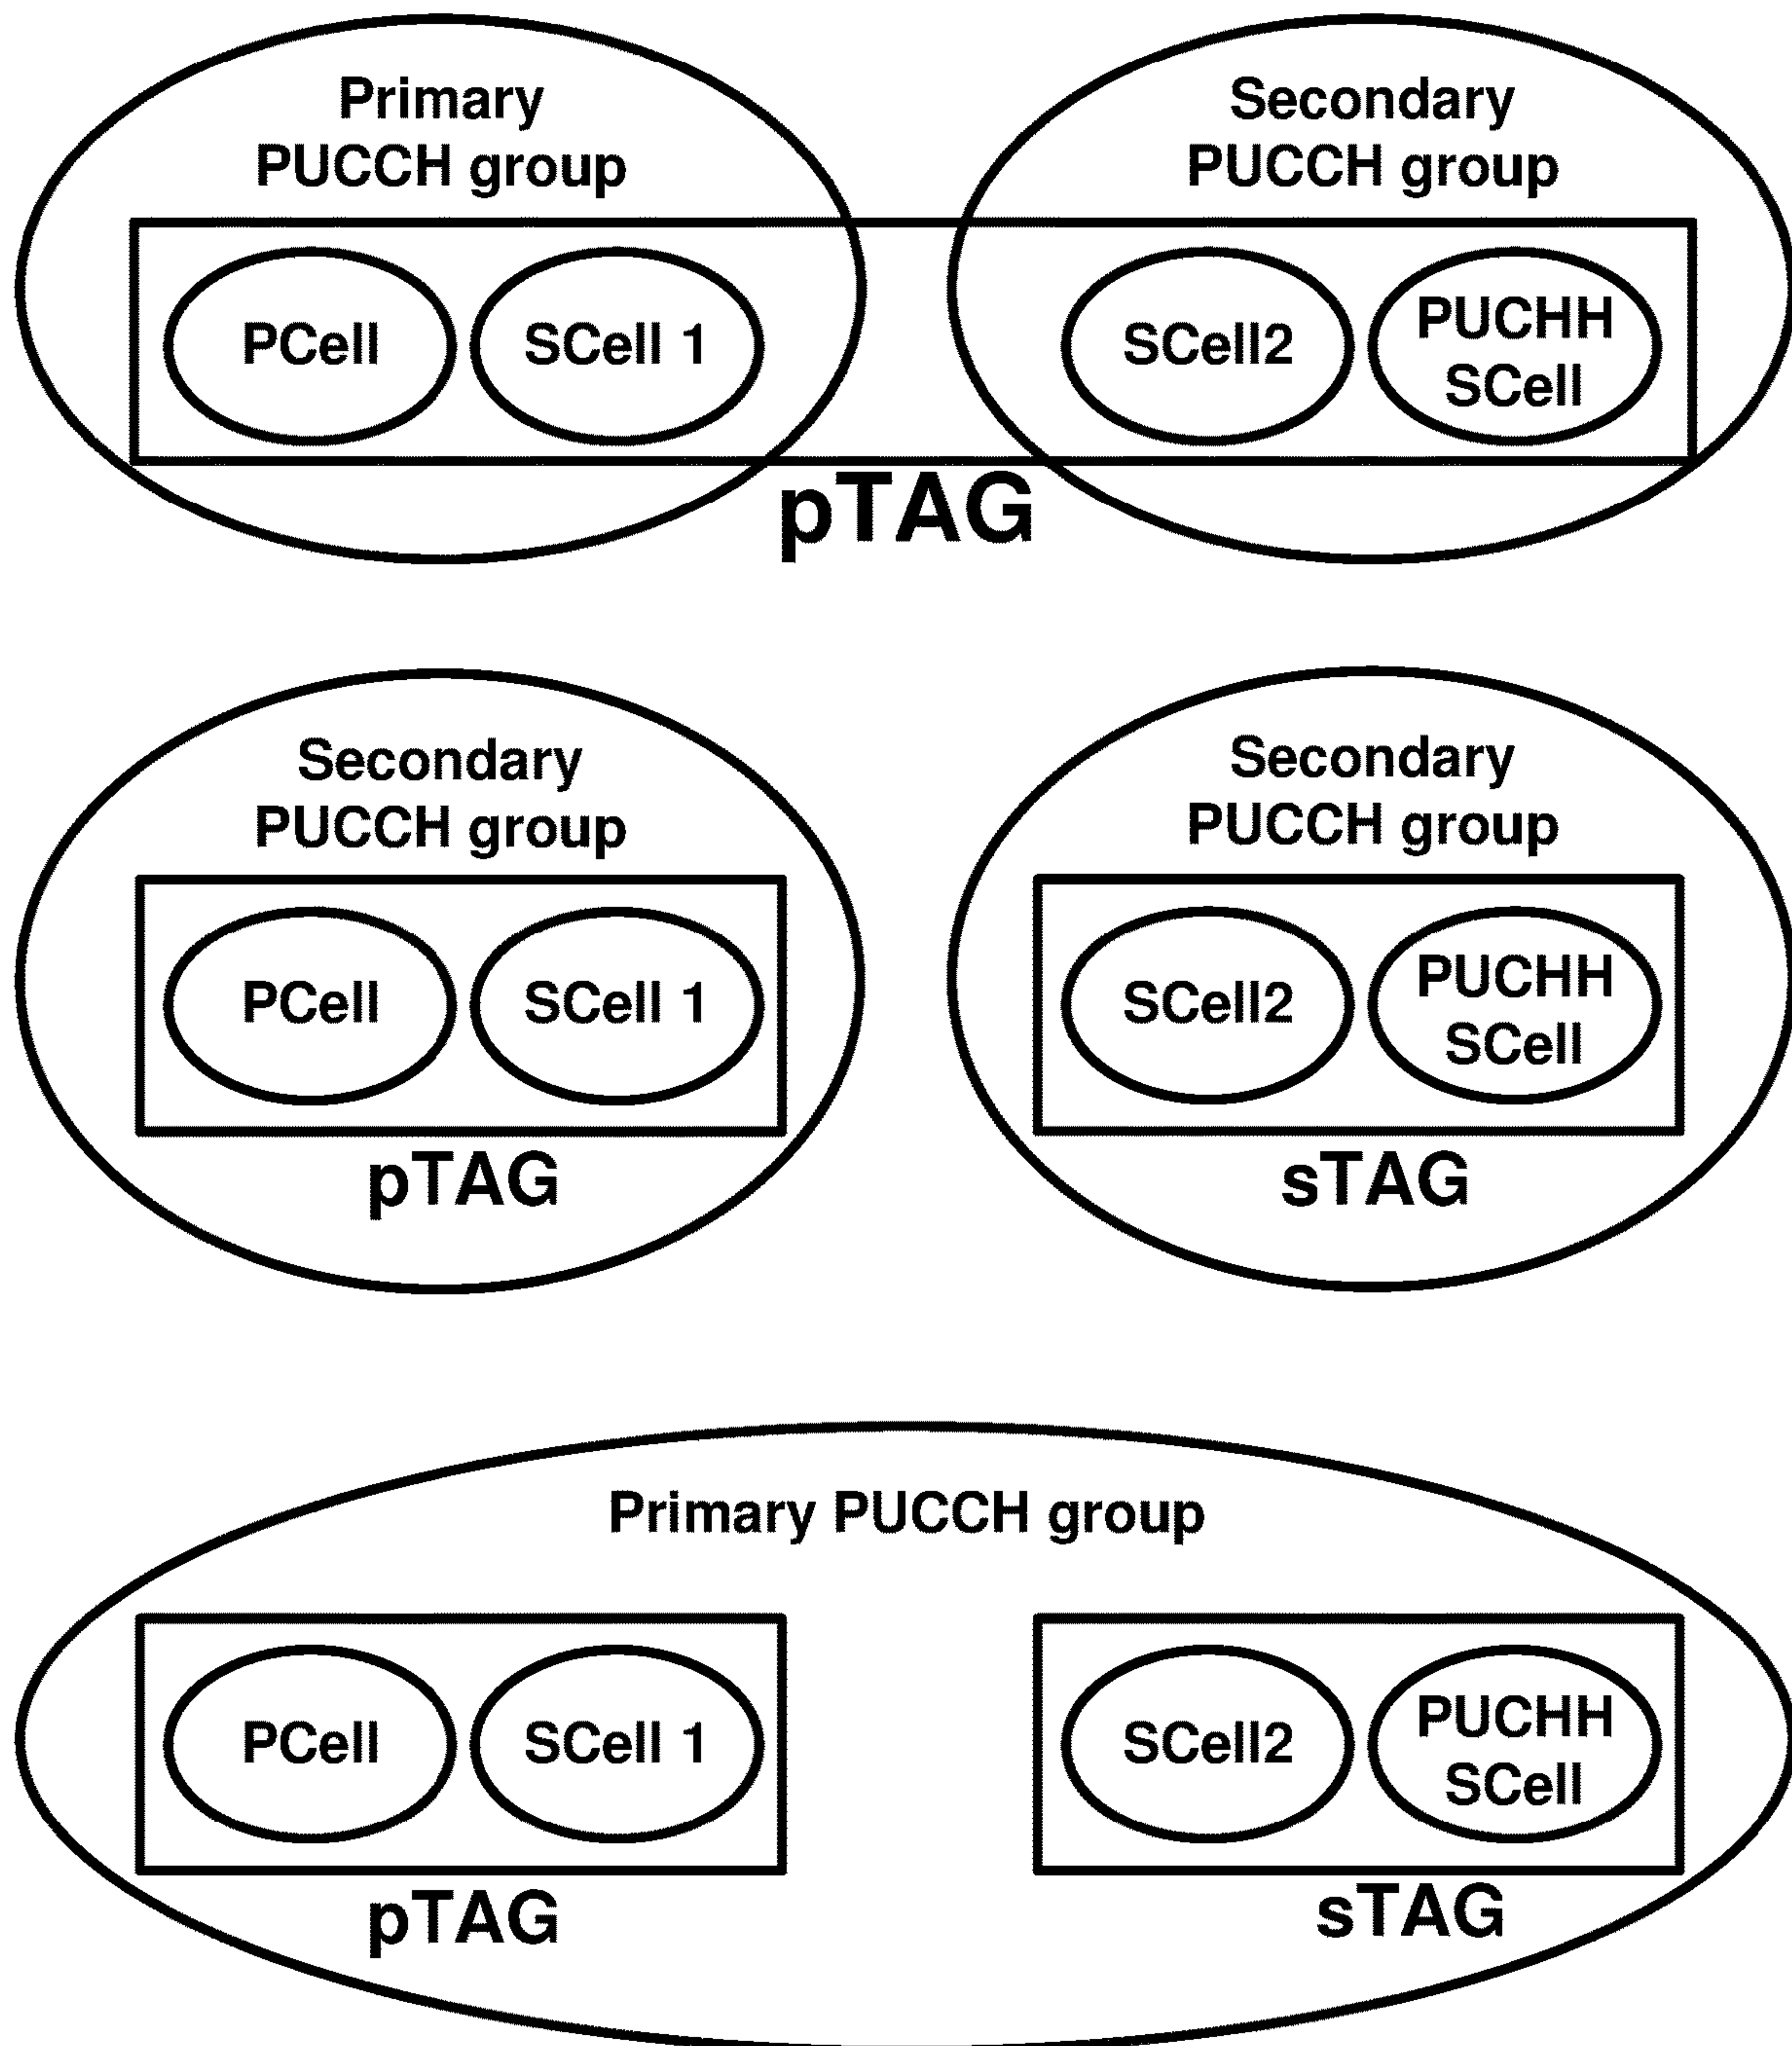 Primary
PUCCH group
Secondary
PUCCH group
PCell
SCell 1
SCell2
PUCHH
SCell
pTAG
Secondary
PUCCH group
Secondary
PUCCH group
PCell
SCell 1
SCell2
PUCHH
SCell
pTAG
sTAG
Primary PUCCH group
PCell
SCell 1
SCell2
PUCHH
SCell
pTAG
sTAG